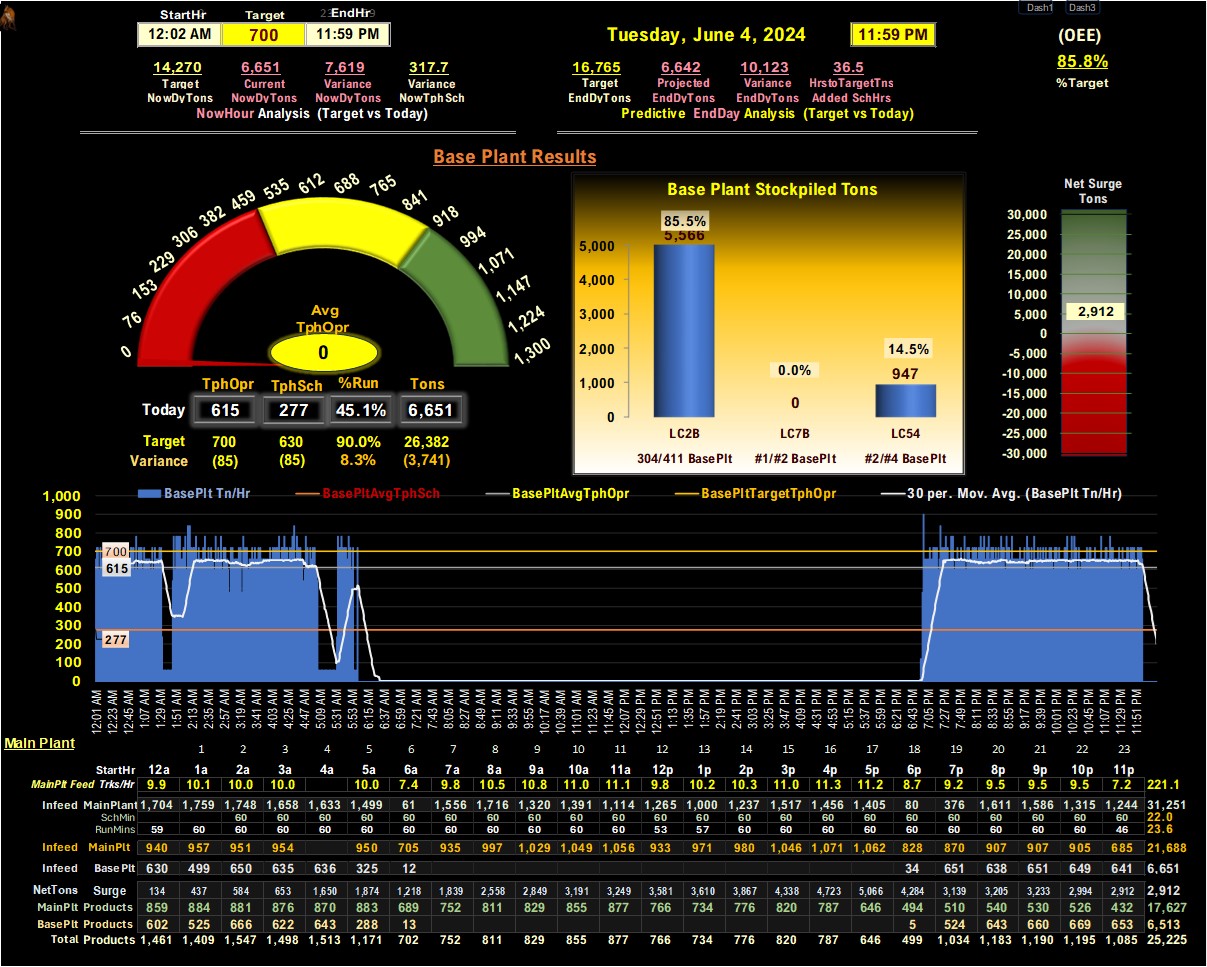 Dash1 Dash3
StartHr Target EndHr
12:02 AM 700 11:59 PM
Tuesday, June 4, 2024 11:59 PM
(OEE)
85.8%
%Target
14,270 6,651 7,619 317.7
Target Current Variance Variance
NowDyTons NowDyTons NowDyTons NowTphSch
NowHour Analysis (Target vs Today)
16,765 6,642 10,123 36.5
Target Projected Variance HrstoTargetTns
EndDyTons EndDyTons EndDyTons Added SchHrs
Predictive EndDay Analysis (Target vs Today)
Base Plant Results
0 76 153 229 306 382 459 535 612 688 765 841 918 994 1,071 1,147 1,224 1,300
Avg
TphOpr
0
TphOpr TphSch %Run Tons
Today 615 277 45.1% 6,651
Target 700 630 90.0% 26,382
Variance (85) (85) 8.3% (3,741)
Base Plant Stockpiled Tons
85.5%
5,566
5,000
4,000
3,000
2,000
1,000
0
0.0%
0
14.5%
947
LC2B LC7B LC54
304/411 BasePlt #1/#2 BasePlt #2/#4 BasePlt
Net Surge
Tons
30,000
25,000
20,000
15,000
10,000
5,000
0
-5,000
-10,000
-15,000
-20,000
-25,000
-30,000
2,912
BasePlt Tn/Hr BasePltAvgTphSch BasePltAvgTphOpr BasePltTargetTphOpr 30 per. Mov. Avg. (BasePlt Tn/Hr)
1,000
900
800
700
600
500
400
300
200
100
0
700
615
277
12:01 AM 12:23 AM 12:45 AM 1:07 AM 1:29 AM 1:51 AM 2:13 AM 2:35 AM 2:57 AM 3:19 AM 3:41 AM 4:03 AM 4:25 AM 4:47 AM 5:09 AM 5:31 AM 5:53 AM 6:15 AM 6:37 AM 6:59 AM 7:21 AM 7:43 AM 8:05 AM 8:27 AM 8:49 AM 9:11 AM 9:33 AM 9:55 AM 10:17 AM 10:39 AM 11:01 AM 11:23 AM 11:45 AM 12:07 PM 12:29 PM 12:51 PM 1:13 PM 1:35 PM 1:57 PM 2:19 PM 2:41 PM 3:03 PM 3:25 PM 3:47 PM 4:09 PM 4:31 PM 4:53 PM 5:15 PM 5:37 PM 5:59 PM 6:21 PM 6:43 PM 7:05 PM 7:27 PM 7:49 PM 8:11 PM 8:33 PM 8:55 PM 9:17 PM 9:39 PM 10:01 PM 10:23 PM 10:45 PM 11:07 PM 11:29 PM 11:51 PM
Main Plant
1 2 3 4 5 6 7 8 9 10 11 12 13 14 15 16 17 18 19 20 21 22 23
StartHr 12a 1a 2a 3a 4a 5a 6a 7a 8a 9a 10a 11a 12p 1p 2p 3p 4p 5p 6p 7p 8p 9p 10p 11p
MainPlt Feed Trks/Hr 9.9 10.1 10.0 10.0 10.0 7.4 9.8 10.5 10.8 11.0 11.1 9.8 10.2 10.3 11.0 11.3 11.2 8.7 9.2 9.5 9.5 9.5 7.2 221.1
Infeed MainPlant 1,704 1,759 1,748 1,658 1,633 1,499 61 1,556 1,716 1,320 1,391 1,114 1,265 1,000 1,237 1,517 1,456 1,405 80 376 1,611 1,586 1,315 1,244 31,251
SchMin 60 60 60 60 60 60 60 60 60 60 60 60 60 60 60 60 60 60 60 60 60 60 22.0
RunMins 59 60 60 60 60 60 60 60 60 60 60 60 53 57 60 60 60 60 60 60 60 60 60 46 23.6
Infeed MainPlt 940 957 951 954 950 705 935 997 1,029 1,049 1,056 933 971 980 1,046 1,071 1,062 828 870 907 907 905 685 21,688
Infeed BasePlt 630 499 650 635 636 325 12 34 651 638 651 649 641 6,651
NetTons Surge 134 437 584 653 1,650 1,874 1,218 1,839 2,558 2,849 3,191 3,249 3,581 3,610 3,867 4,338 4,723 5,066 4,284 3,139 3,205 3,233 2,994 2,912 2,912
MainPlt Products 859 884 881 876 870 883 689 752 811 829 855 877 766 734 776 820 787 646 494 510 540 530 526 432 17,627
BasePlt Products 602 525 666 622 643 288 13 5 524 643 660 669 653 6,513
Total Products 1,461 1,409 1,547 1,498 1,513 1,171 702 752 811 829 855 877 766 734 776 820 787 646 499 1,034 1,183 1,190 1,195 1,085 25,225